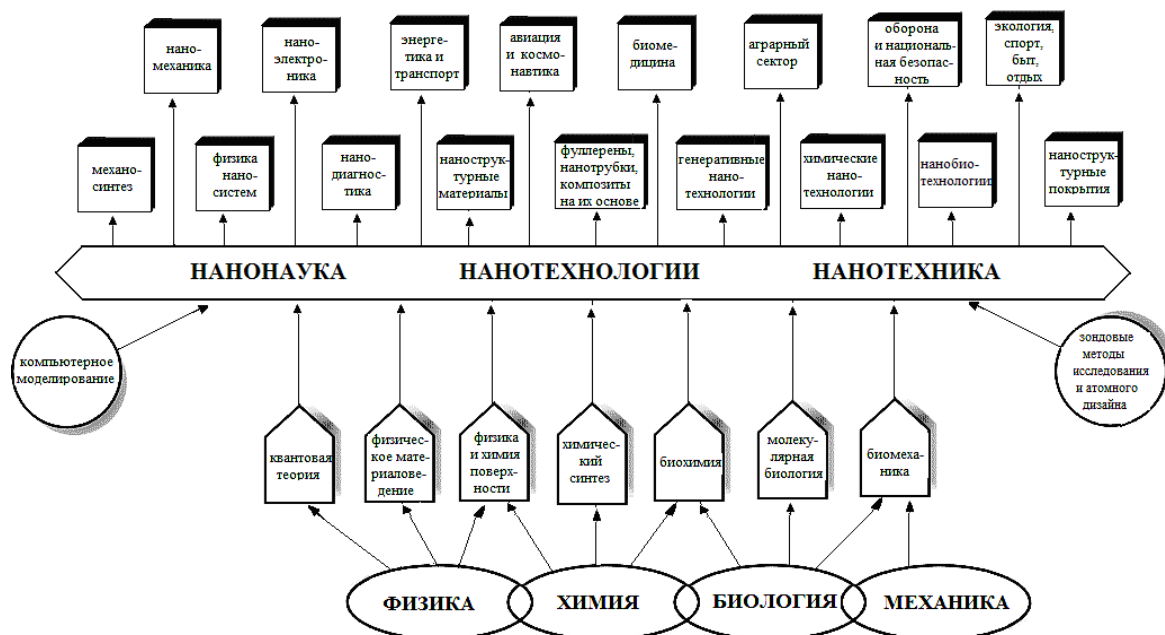 нано-
механика
нано-
электро-
ника
энерге-
тика и
транспорт
авиация
и космо-
навтика
биоме-
дицина
аграрный
сектор
оборона
и националь-
ная безопас-
ность
экология,
спорт,
быт,
отдых
механо-
синтез
физика
нано-
систем
нано-
диагнос-
тика
нанострук-
турные
материалы
фуллерены,
нанотрубки,
композиты
на их основе
генеративные
нано-
технологии
химические
нано-
технологии
нанобио-
технологии
нанострук-
турные
покрытия
НАНОНАУКА
НАНОТЕХНОЛОГИИ
НАНОТЕХНИКА
компьютерное
моделирование
зондовые
методы
исследования
и атомного
дизайна
квантовая
теория
физичес-
кое мате-
риалове-
дение
физика
и химия
поверх-
ности
химичес-
кий
синтез
биохимия
молеку-
лярная
биология
биомеха-
ника
ФИЗИКА
ХИМИЯ
БИОЛОГИЯ
МЕХАНИКА